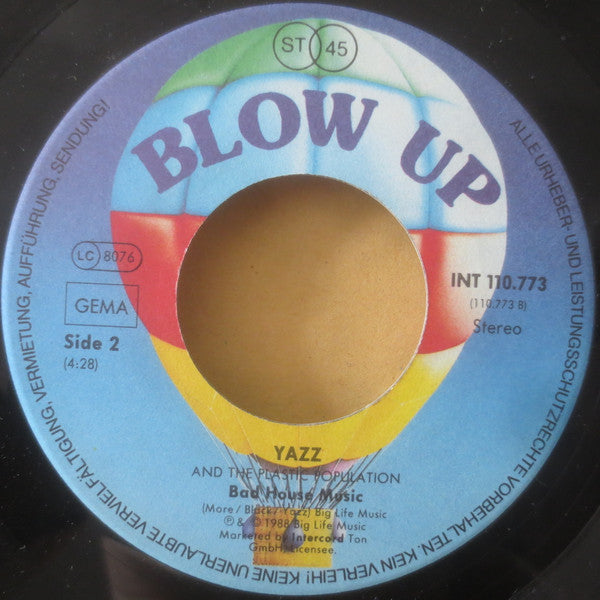 ST 45
BLOW UP
LC 8076
GEMA
Side 2
(4:28)
INT 110.773
(110.773 B)
Stereo
YAZZ
AND THE PLASTIC POPULATION
Bad House Music
(More / Black / Yazz) Big Life Music
℗ & © 1988 Big Life Music
Markered by Intercord Ton
GmbH, Licensee.
ALLE URHEBER- UND LEISTUNGSSCHUTZRECHTE VORBEHALTEN. KEIN VERLEIH! KEINE UNERLAUBTE VERVIELFÄLTIGUNG, VERMIETUNG, AUFFÜHRUNG, SENDUNG!